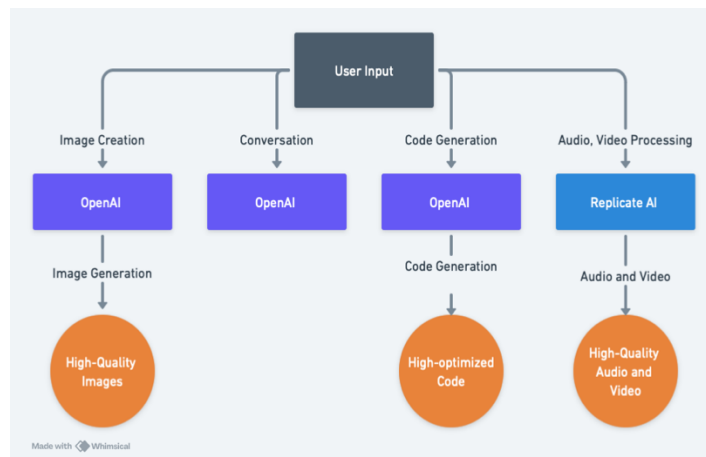 User Input
Image Creation
Conversation
Code Generation
Audio, Video Processing
OpenAI
OpenAI
OpenAI
Replicate AI
Image Generation
Code Generation
Audio and Video
High-Quality
Images
High-optimized
Code
High-Quality
Audio and
Video
Made with Whimsical